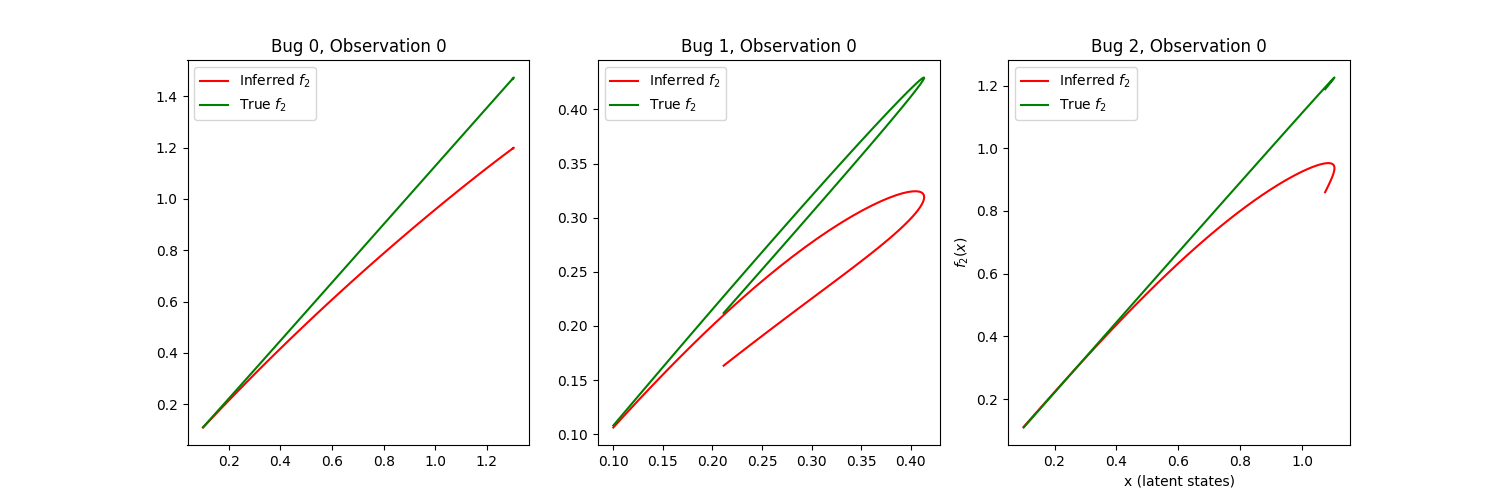 Bug 0, Observation 0
Inferred f₂
True f₂
1.4
1.2
1.0
0.8
0.6
0.4
0.2
0.2 0.4 0.6 0.8 1.0 1.2
Bug 1, Observation 0
Inferred f₂
True f₂
0.40
0.35
0.30
0.25
0.20
0.15
0.10
0.10 0.15 0.20 0.25 0.30 0.35 0.40
Bug 2, Observation 0
Inferred f₂
True f₂
f₂(x)
1.2
1.0
0.8
0.6
0.4
0.2
0.2 0.4 0.6 0.8 1.0
x (latent states)